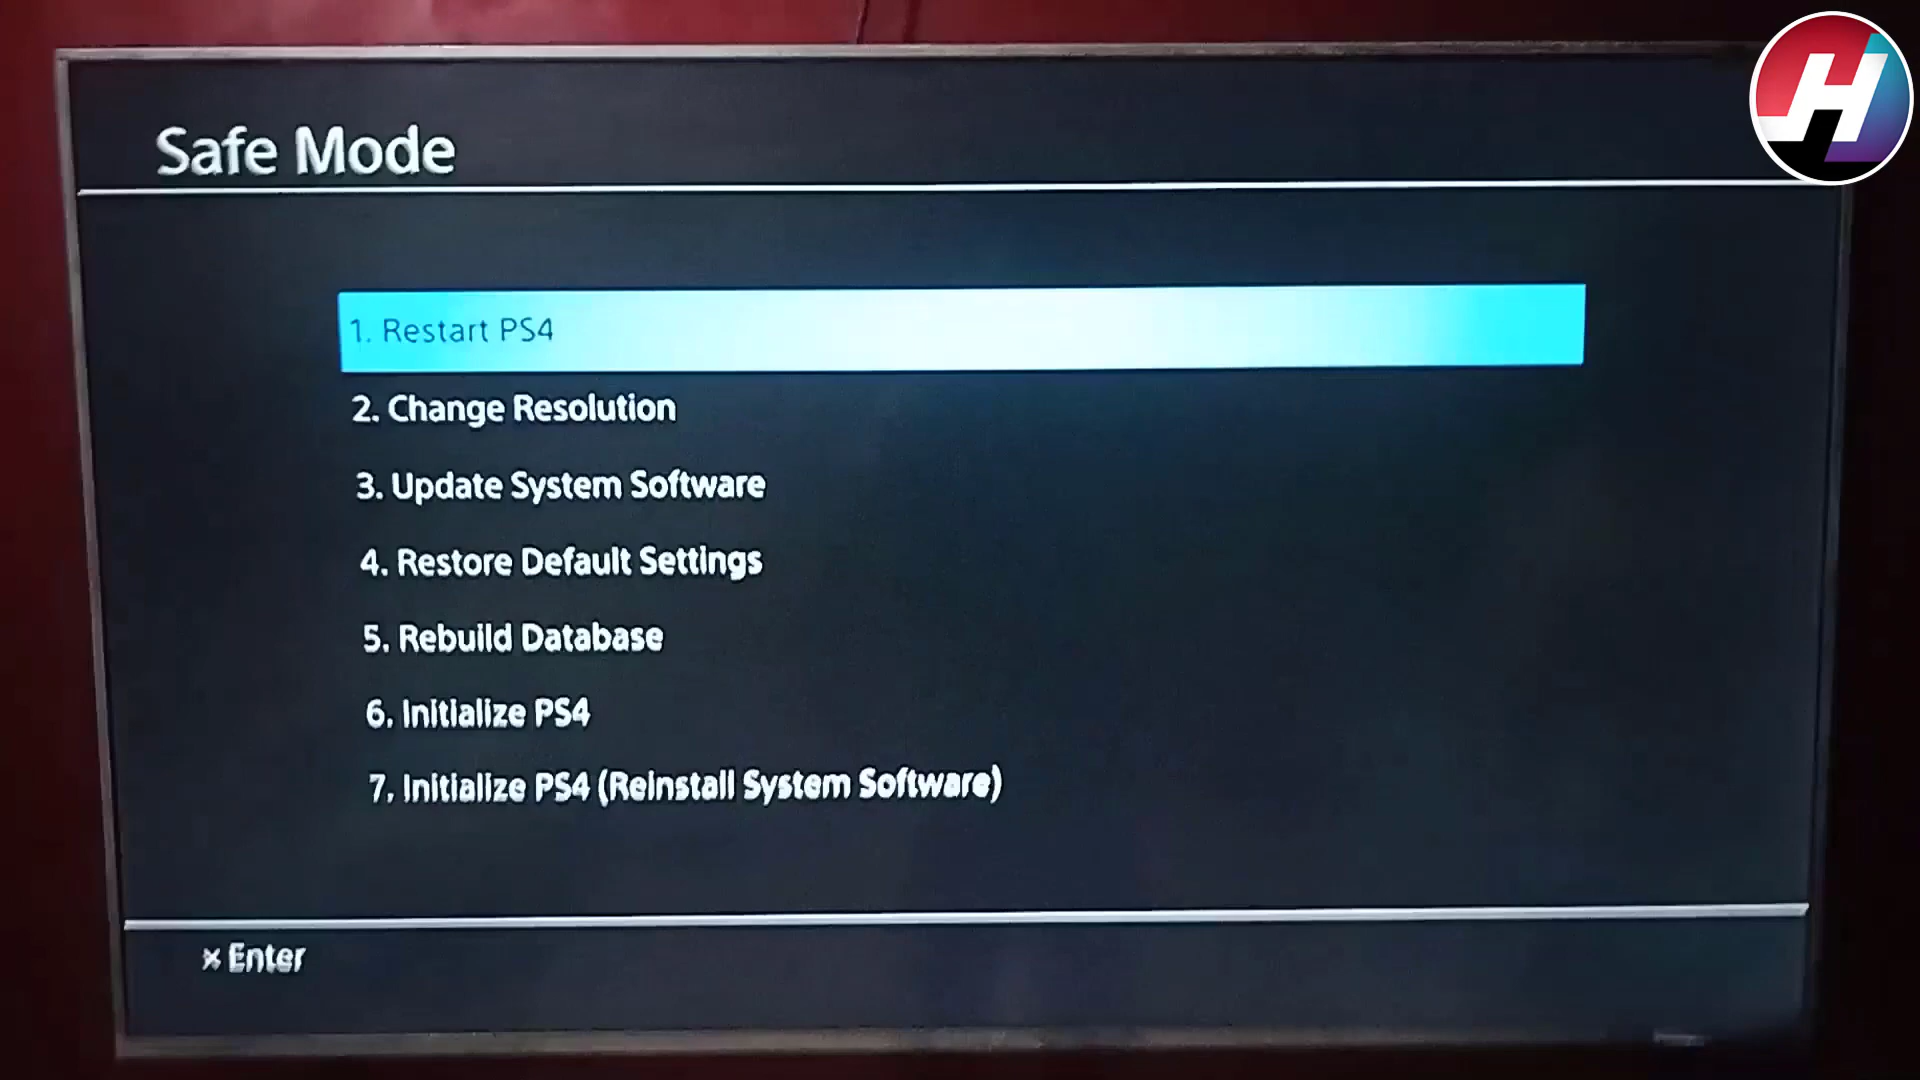 Safe Mode
1. Restart PS4
2. Change Resolution
3. Update System Software
4. Restore Default Settings
5. Rebuild Database
6. Initialize PS4
7. Initialize PS4 (Reinstall System Software)
× Enter
H